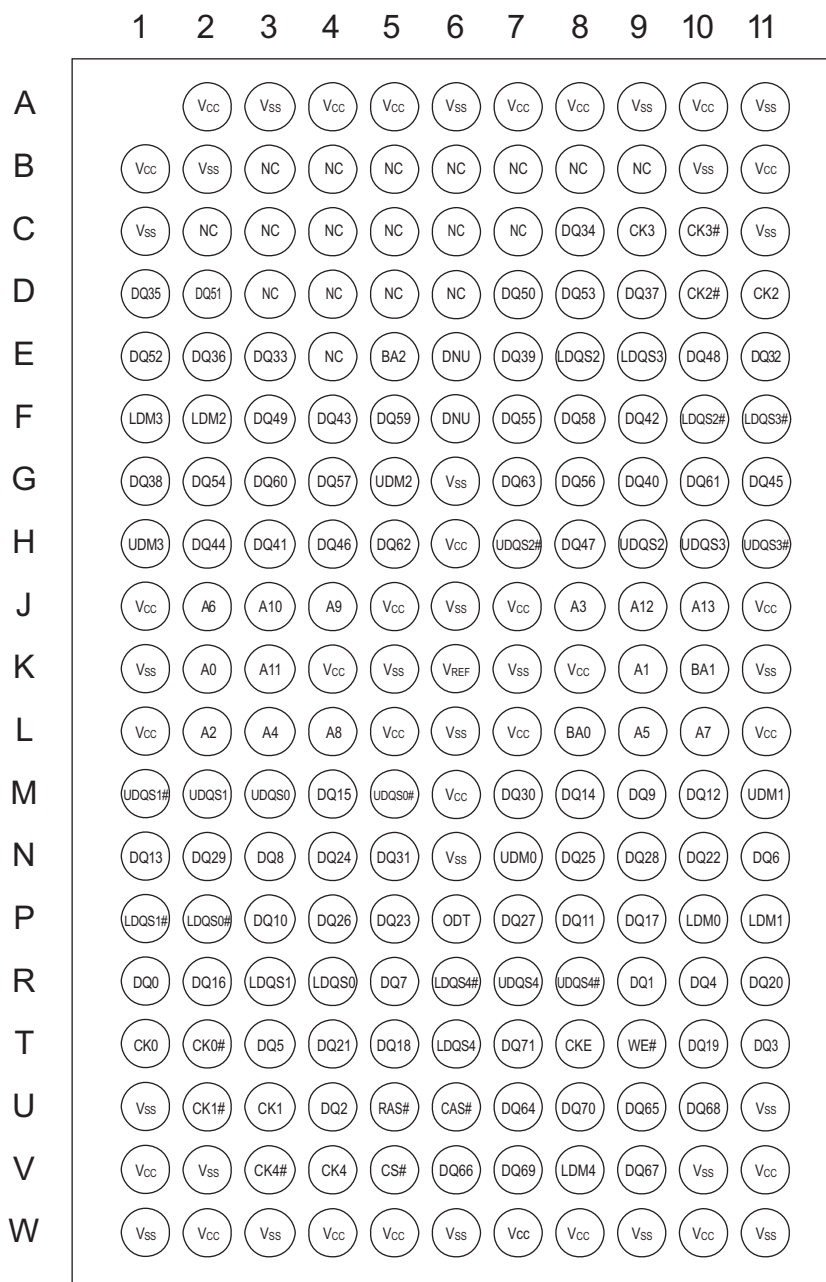 1 2 3 4 5 6 7 8 9 10 11
A VCC VSS VCC VCC VSS VCC VCC VSS VCC VSS
B VCC VSS NC NC NC NC NC NC NC VSS VCC
C VSS NC NC NC NC NC NC DQ34 CK3 CK3# VSS
D DQ35 DQ51 NC NC NC NC DQ50 DQ53 DQ37 CK2# CK2
E DQ52 DQ36 DQ33 NC BA2 DNU DQ39 LDQS2 LDQS3 DQ48 DQ32
F LDM3 LDM2 DQ49 DQ43 DQ59 DNU DQ55 DQ58 DQ42 LDQS2# LDQS3#
G DQ38 DQ54 DQ60 DQ57 UDM2 VSS DQ63 DQ56 DQ40 DQ61 DQ45
H UDM3 DQ44 DQ41 DQ46 DQ62 VCC UDQS2# DQ47 UDQS2 UDQS3 UDQS3#
J VCC A6 A10 A9 VCC VSS VCC A3 A12 A13 VCC
K VSS A0 A11 VCC VSS VREF VSS VCC A1 BA1 VSS
L VCC A2 A4 A8 VCC VSS VCC BA0 A5 A7 VCC
M UDQS1# UDQS1 UDQS0 DQ15 UDQS0# VCC DQ30 DQ14 DQ9 DQ12 UDM1
N DQ13 DQ29 DQ8 DQ24 DQ31 VSS UDM0 DQ25 DQ28 DQ22 DQ6
P LDQS1# LDQS0# DQ10 DQ26 DQ23 ODT DQ27 DQ11 DQ17 LDM0 LDM1
R DQ0 DQ16 LDQS1 LDQS0 DQ7 LDQS4# UDQS4 UDQS4# DQ1 DQ4 DQ20
T CK0 CK0# DQ5 DQ21 DQ18 LDQS4 DQ71 CKE WE# DQ19 DQ3
U VSS CK1# CK1 DQ2 RAS# CAS# DQ64 DQ70 DQ65 DQ68 VSS
V VCC VSS CK4# CK4 CS# DQ66 DQ69 LDM4 DQ67 VSS VCC
W VSS VCC VSS VCC VCC VSS Vcc VCC VSS VCC VSS